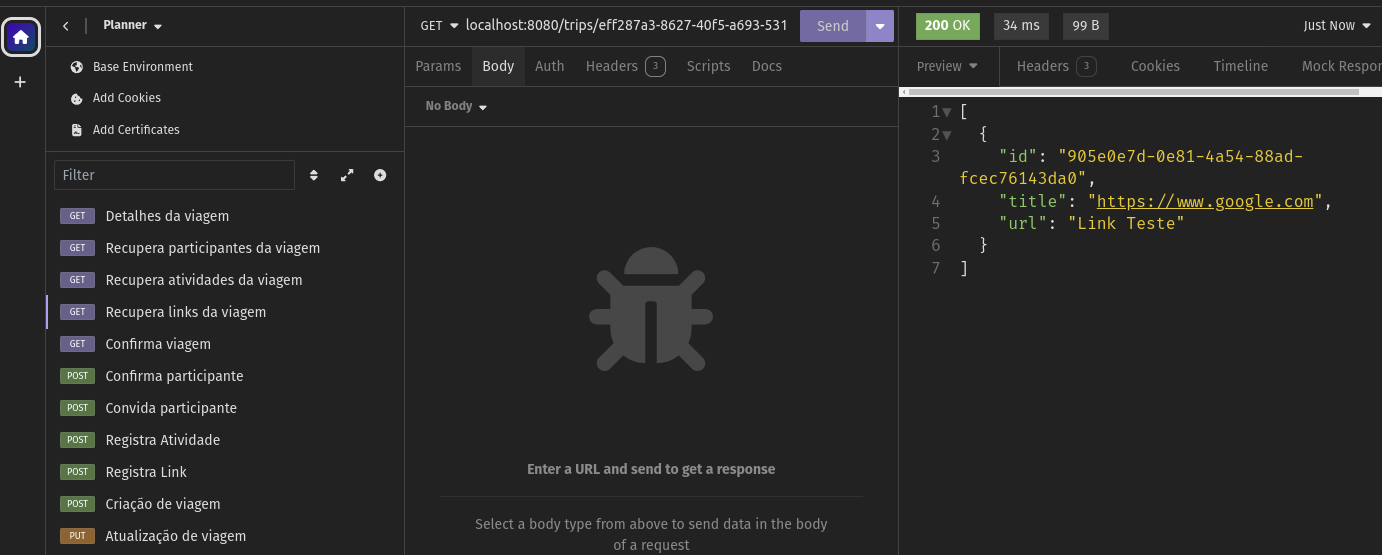 Planner
Base Environment
Add Cookies
Add Certificates
Filter
GET Detalhes da viagem
GET Recupera participantes da viagem
GET Recupera atividades da viagem
GET Recupera links da viagem
GET Confirma viagem
POST Confirma participante
POST Convida participante
POST Registra Atividade
POST Registra Link
POST Criação de viagem
PUT Atualização de viagem
GET localhost:8080/trips/eff287a3-8627-40f5-a693-531 Send
Params Body Auth Headers 3 Scripts Docs
No Body
Enter a URL and send to get a response
Select a body type from above to send data in the body
of a request
200 OK 34 ms 99 B Just Now
Preview Headers 3 Cookies Timeline Mock Respor
1 [
2 {
3 "id": "905e0e7d-0e81-4a54-88ad-
fcec76143da0",
4 "title": "https://www.google.com",
5 "url": "Link Teste"
6 }
7 ]